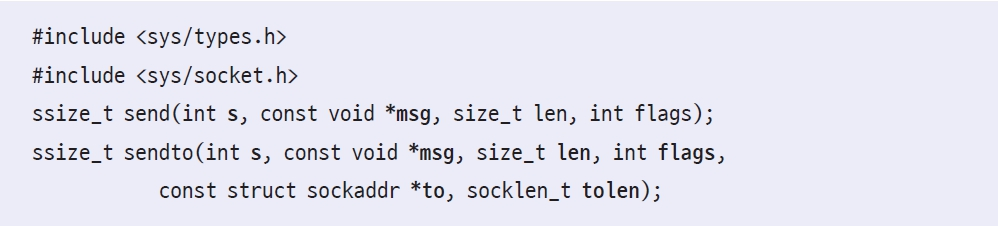 #include <sys/types.h>
#include <sys/socket.h>
ssize_t send(int s, const void *msg, size_t len, int flags);
ssize_t sendto(int s, const void *msg, size_t len, int flags,
const struct sockaddr *to, socklen_t tolen);